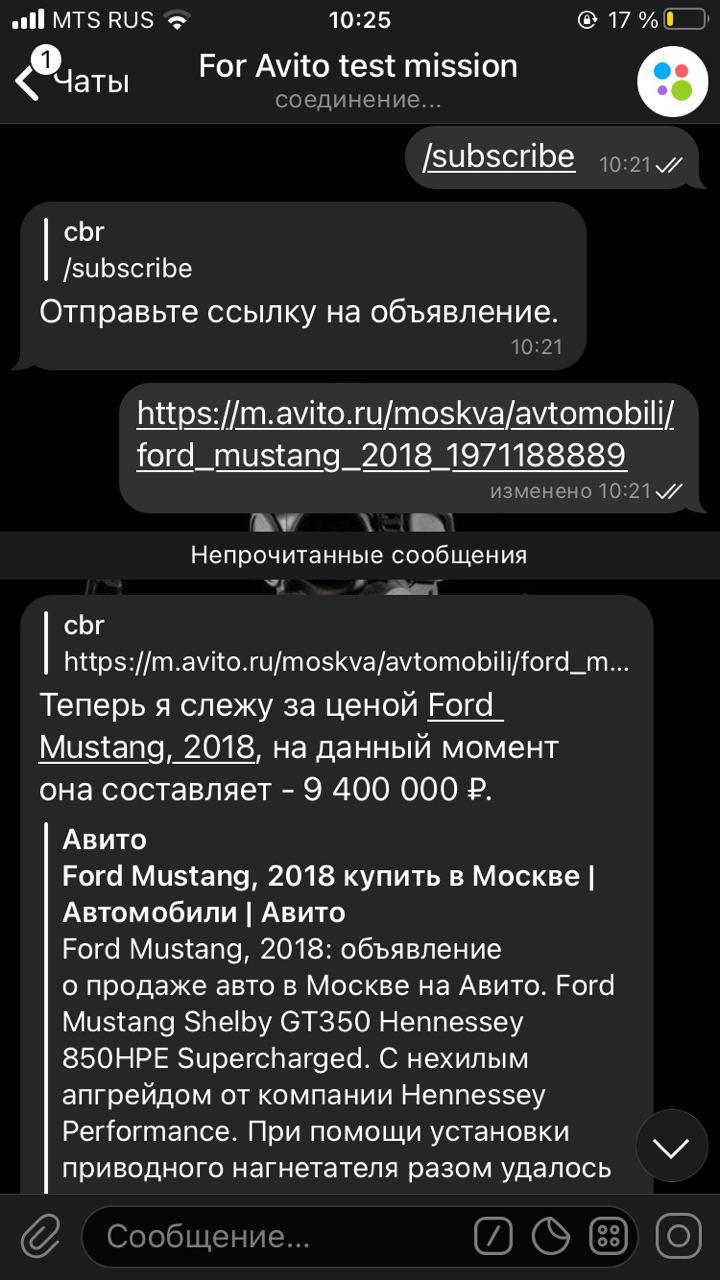 MTS RUS 10:25 17 %
1
Чаты
For Avito test mission
соединение...
/subscribe 10:21
cbr
/subscribe
Отправьте ссылку на объявление.
10:21
https://m.avito.ru/moskva/avtomobili/
ford_mustang_2018_1971188889
изменено 10:21
Непрочитанные сообщения
cbr
https://m.avito.ru/moskva/avtomobili/ford_m...
Теперь я слежу за ценой Ford
Mustang, 2018, на данный момент
она составляет - 9 400 000 ₽.
Авито
Ford Mustang, 2018 купить в Москве |
Автомобили | Авито
Ford Mustang, 2018: объявление
о продаже авто в Москве на Авито. Ford
Mustang Shelby GT350 Hennessey
850HPE Supercharged. С нехилым
апгрейдом от компании Hennessey
Performance. При помощи установки
приводного нагнетателя разом удалось
Сообщение...